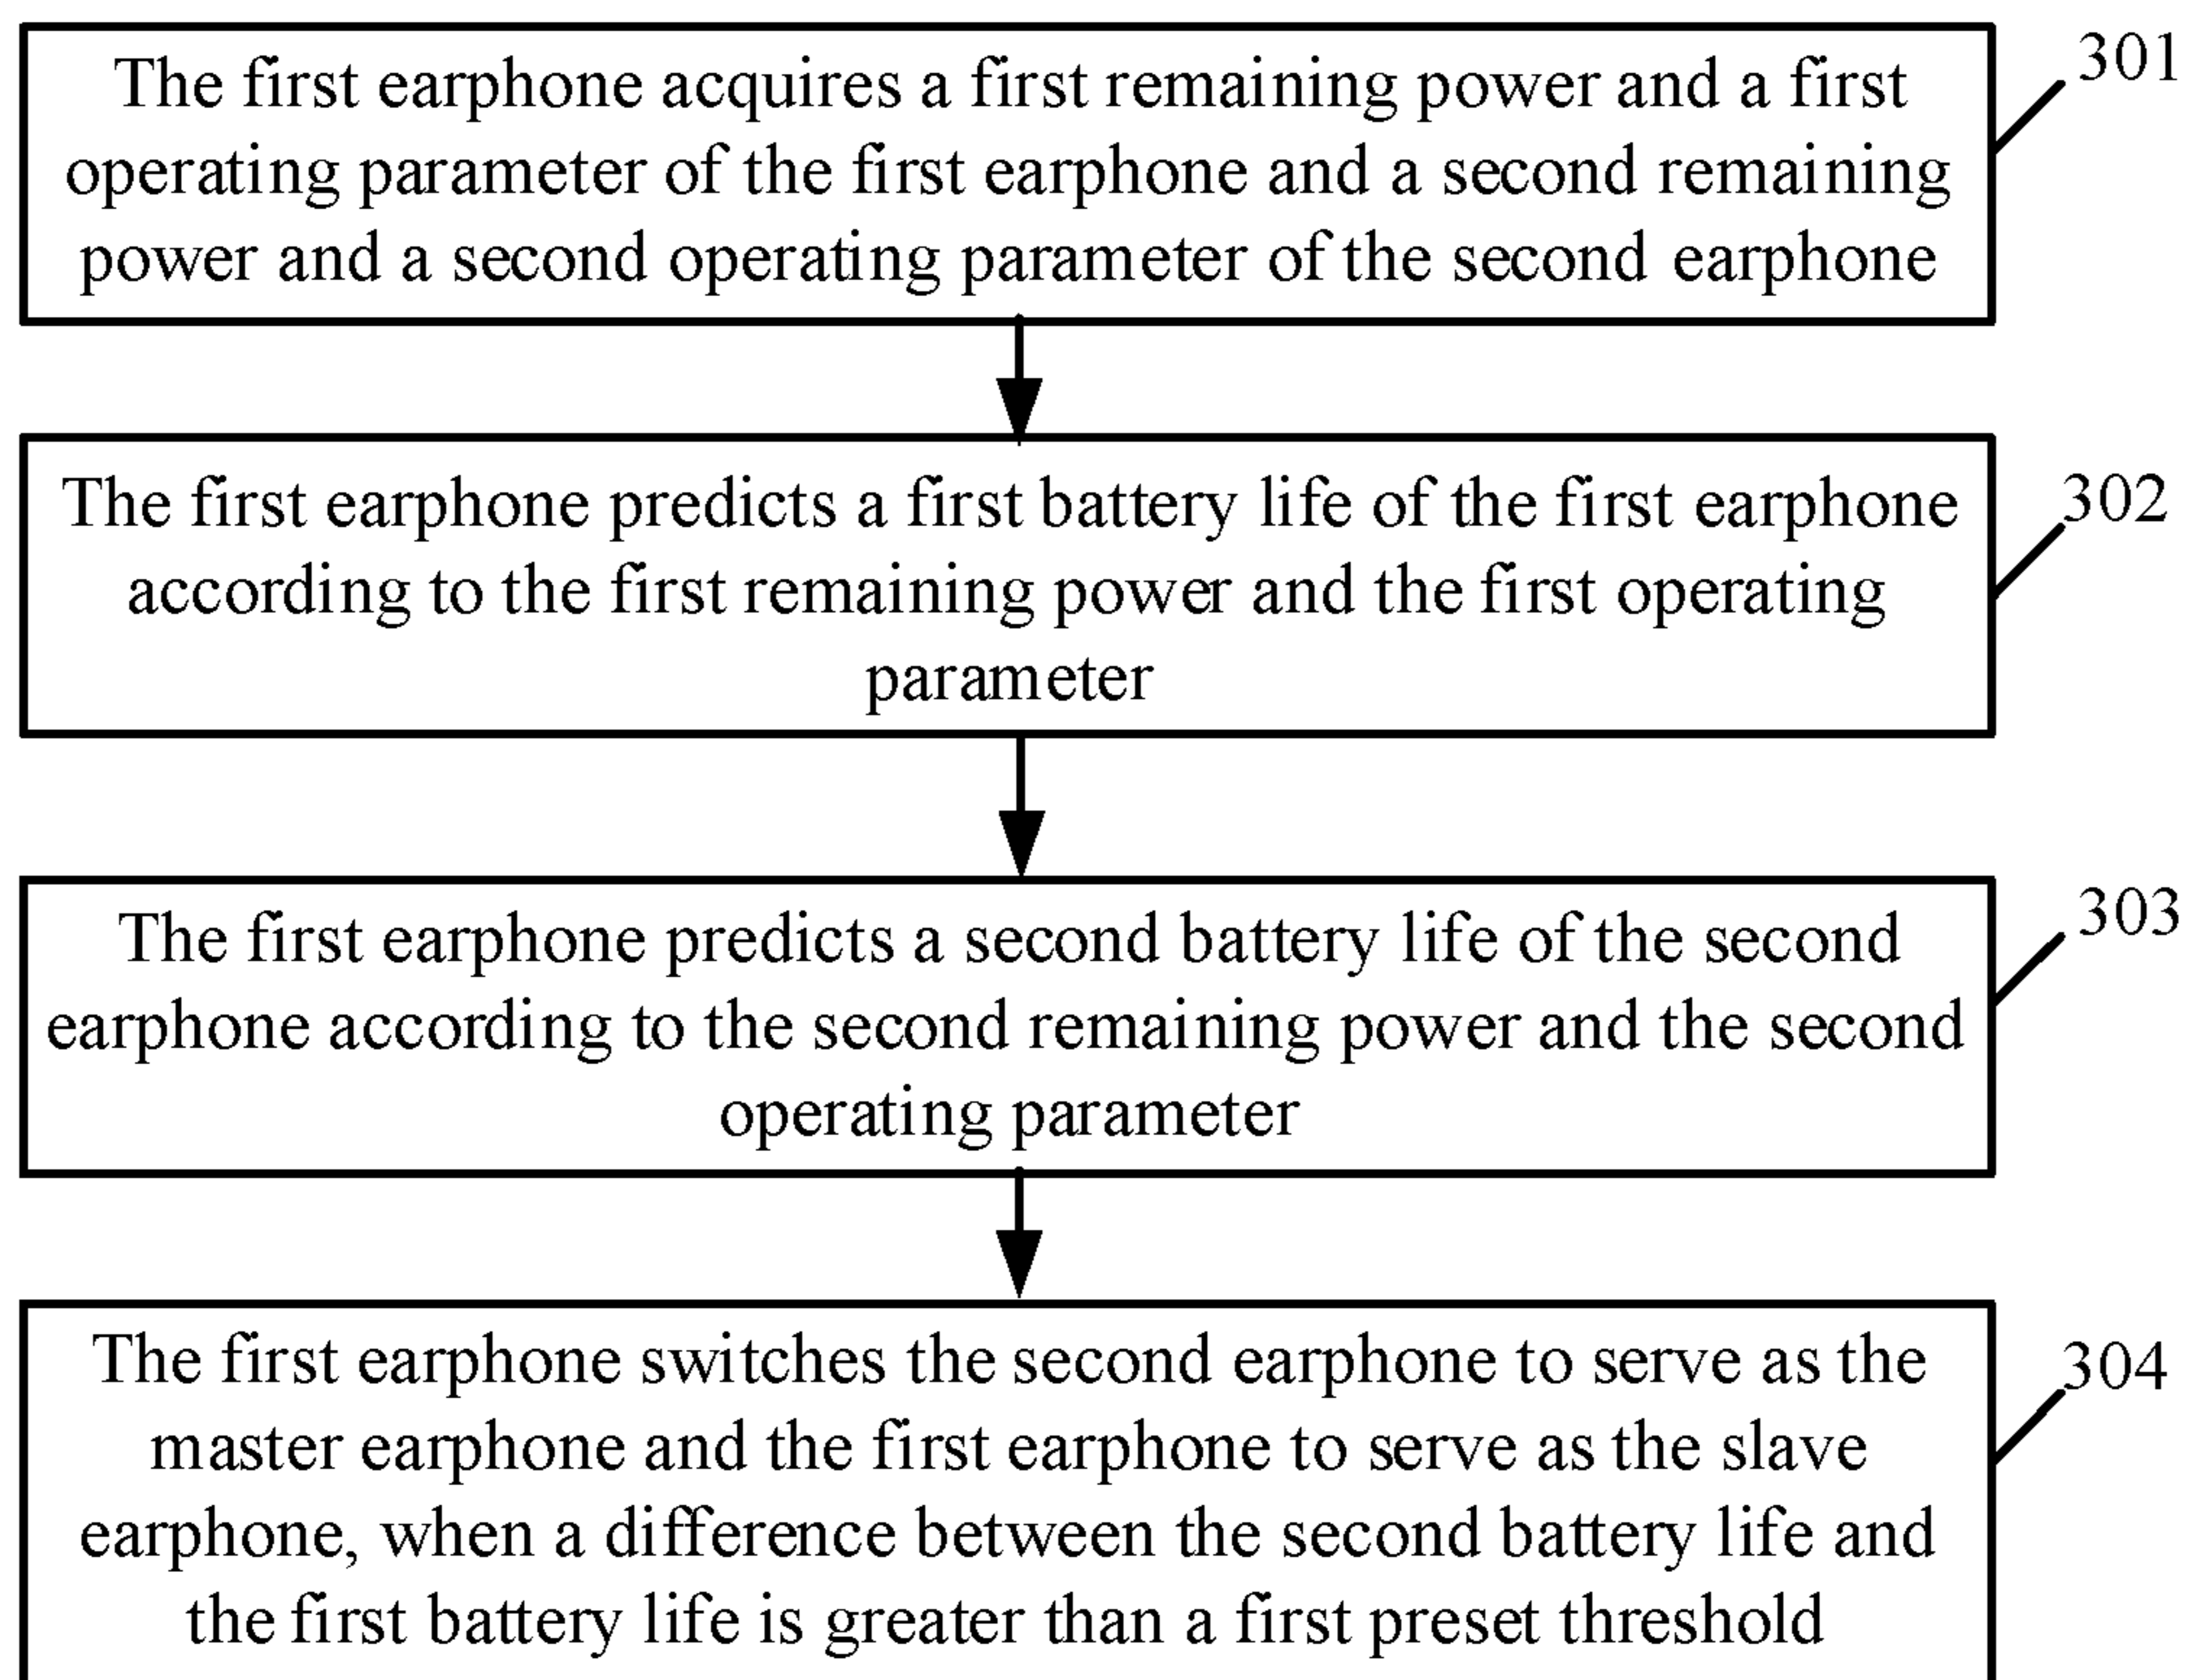 The first earphone acquires a first remaining power and a first
operating parameter of the first earphone and a second remaining
power and a second operating parameter of the second earphone
301
The first earphone predicts a first battery life of the first earphone
according to the first remaining power and the first operating
parameter
302
The first earphone predicts a second battery life of the second
earphone according to the second remaining power and the second
operating parameter
303
The first earphone switches the second earphone to serve as the
master earphone and the first earphone to serve as the slave
earphone, when a difference between the second battery life and
the first battery life is greater than a first preset threshold
304